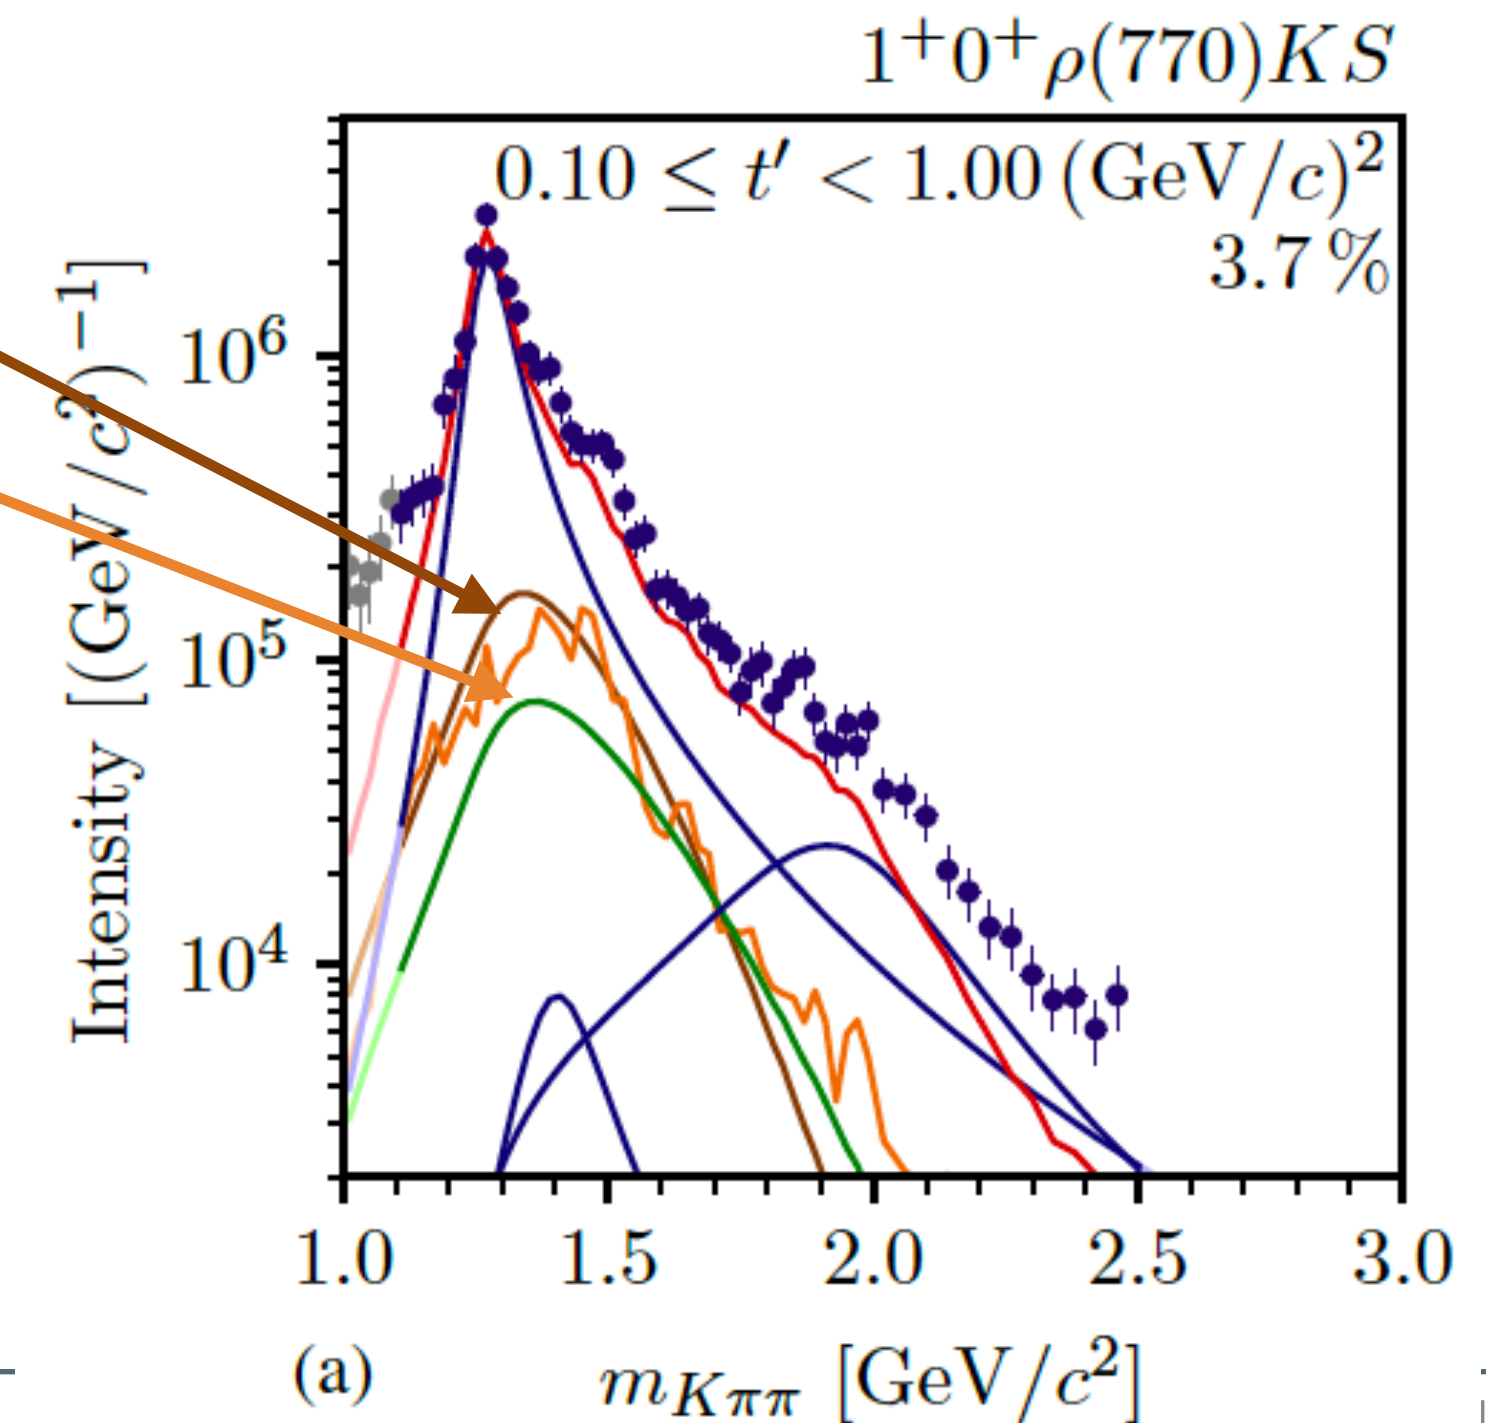 1⁺0⁺ρ(770)KS
0.10 ≤ t′ < 1.00 (GeV/c)²
3.7 %
Intensity [(GeV/c²)⁻¹]
10⁶
10⁵
10⁴
1.0 1.5 2.0 2.5 3.0
(a) m_{Kππ} [GeV/c²]